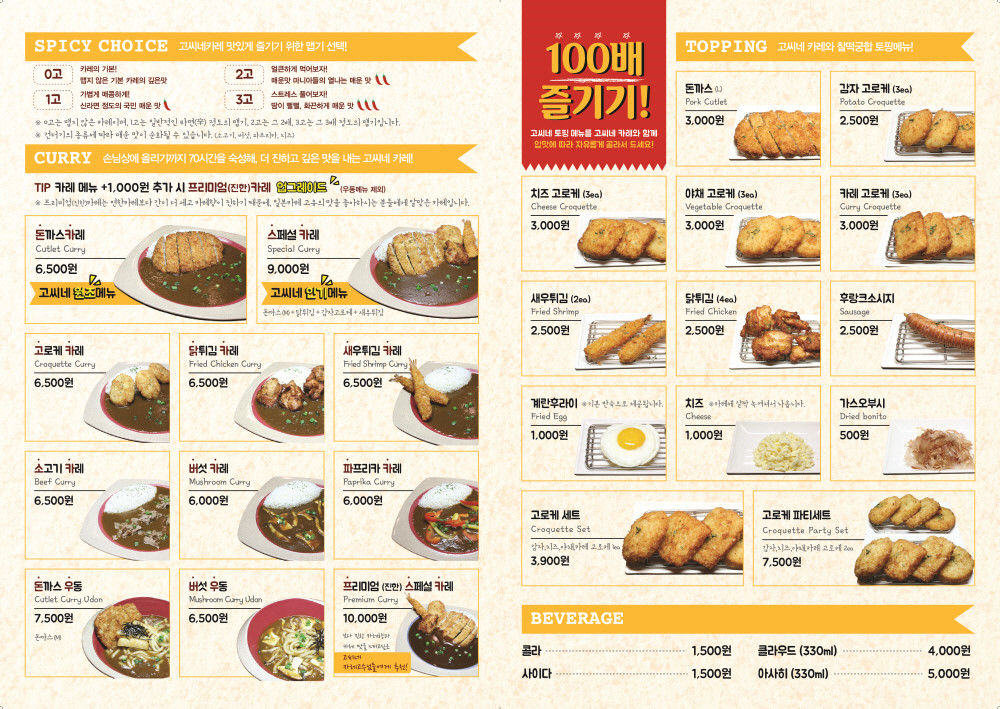 SPICY CHOICE 고씨네카레 맛있게 즐기기 위한 맵기 선택!
0고 카레의 기본!
맵지 않은 기본 카레의 깊은맛
2고 얼큰하게 먹어보자!
매운맛 마니아들의 열나는 매운 맛
1고 가볍게 매콤하게!
신라면 정도의 국민 매운 맛
3고 스트레스 풀어보자!
땀이 뻘뻘, 화끈하게 매운 맛
※ 0고는 맵지 않은 카레이며, 1고는 일반적인 라면(辛) 정도의 맵기, 2고는 그 2배, 3고는 그 3배 정도의 맵기입니다.
※ 건더기의 종류에 따라 매운 맛이 순화될 수 있습니다. (소고기, 버섯, 파프리카, 치즈)
CURRY 손님상에 올리기까지 70시간을 숙성해, 더 진하고 깊은 맛을 내는 고씨네 카레!
TIP 카레 메뉴 +1,000원 추가 시 프리미엄(진한)카레 업그레이드 (우동메뉴 제외)
※ 프리미엄(진한)카레는 연한카레보다 간이 더 세고 카레향이 진하기 때문에, 일본카레 고유의 맛을 좋아하시는 분들에게 알맞은 카레입니다.
돈까스카레
Cutlet Curry
6,500원
고씨네 원조메뉴
스페셜 카레
Special Curry
9,000원
고씨네 인기메뉴
돈까스(M)+닭튀김+감자고로케+새우튀김
고로케 카레
Croquette Curry
6,500원
닭튀김 카레
Fried Chicken Curry
6,500원
새우튀김 카레
Fried Shrimp Curry
6,500원
소고기 카레
Beef Curry
6,500원
버섯 카레
Mushroom Curry
6,000원
파프리카 카레
Paprika Curry
6,000원
돈까스 우동
Cutlet Curry Udon
7,500원
돈까스(M)
버섯 우동
Mushroom Curry Udon
6,500원
프리미엄 (진한) 스페셜 카레
Premium Curry
10,000원
고씨네
카레고수님들에게 추천!
100배
즐기기!
고씨네 토핑 메뉴를 고씨네 카레와 함께
입맛에 따라 자유롭게 골라서 드세요!
TOPPING 고씨네 카레와 찰떡궁합 토핑메뉴!
돈까스 (L)
Pork Cutlet
3,000원
감자 고로케 (3ea)
Potato Croquette
2,500원
치즈 고로케 (3ea)
Cheese Croquette
3,000원
야채 고로케 (3ea)
Vegetable Croquette
3,000원
카레 고로케 (3ea)
Curry Croquette
3,000원
새우튀김 (2ea)
Fried Shrimp
2,500원
닭튀김 (4ea)
Fried Chicken
2,500원
후랑크소시지
Sausage
2,500원
계란후라이 ※기본 반숙으로 제공됩니다.
Fried Egg
1,000원
치즈 ※카레에 살짝 녹여져서 나옵니다.
Cheese
1,000원
가스오부시
Dried bonito
500원
고로케 세트
Croquette Set
감자,치즈,야채,카레 고로케 1ea
3,900원
고로케 파티세트
Croquette Party Set
감자,치즈,야채,카레 고로케 2ea
7,500원
BEVERAGE
콜라 1,500원
클라우드 (330ml) 4,000원
사이다 1,500원
아사히 (330ml) 5,000원